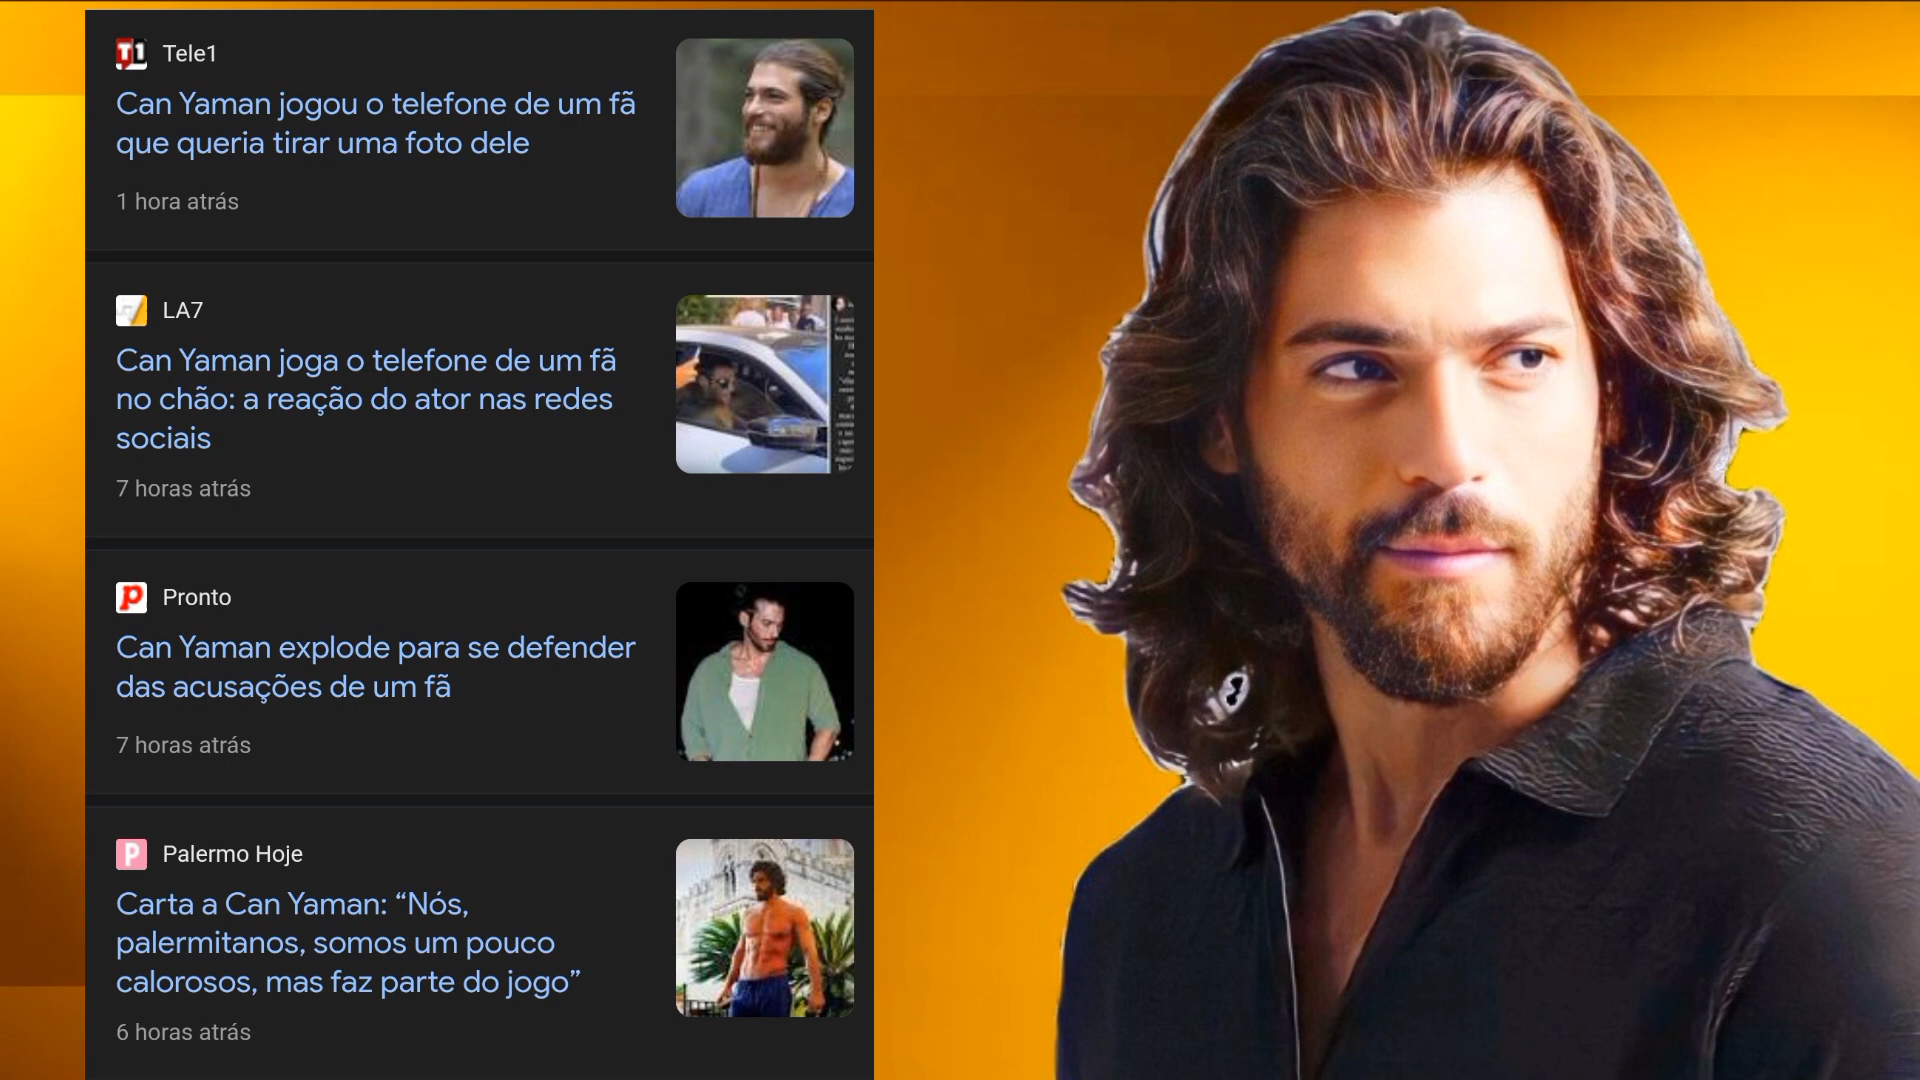 Tele1
Can Yaman jogou o telefone de um fã
que queria tirar uma foto dele
1 hora atrás
LA7
Can Yaman joga o telefone de um fã
no chão: a reação do ator nas redes
sociais
7 horas atrás
Pronto
Can Yaman explode para se defender
das acusações de um fã
7 horas atrás
Palermo Hoje
Carta a Can Yaman: “Nós,
palermitanos, somos um pouco
calorosos, mas faz parte do jogo”
6 horas atrás